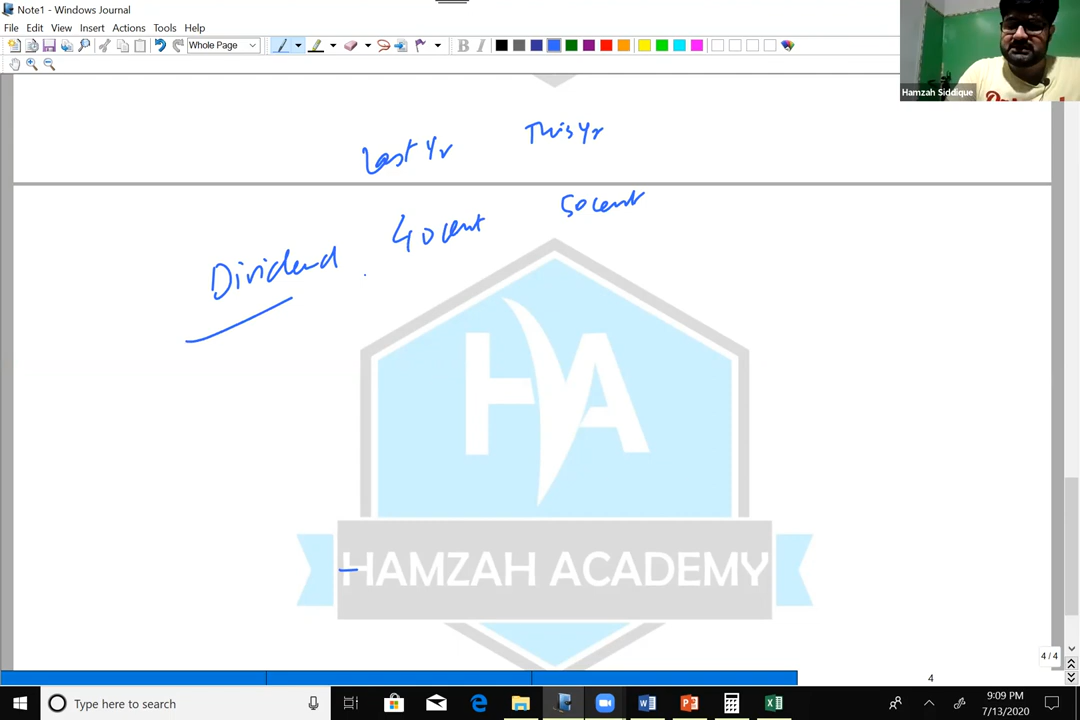 Note1 - Windows Journal
File Edit View Insert Actions Tools Help
Whole Page
B I
Hamzah Siddique
Last Yr This Yr
40 cent 50 cent
Dividend
HA
HAMZAH ACADEMY
4 / 4
4
Type here to search
9:09 PM
7/13/2020